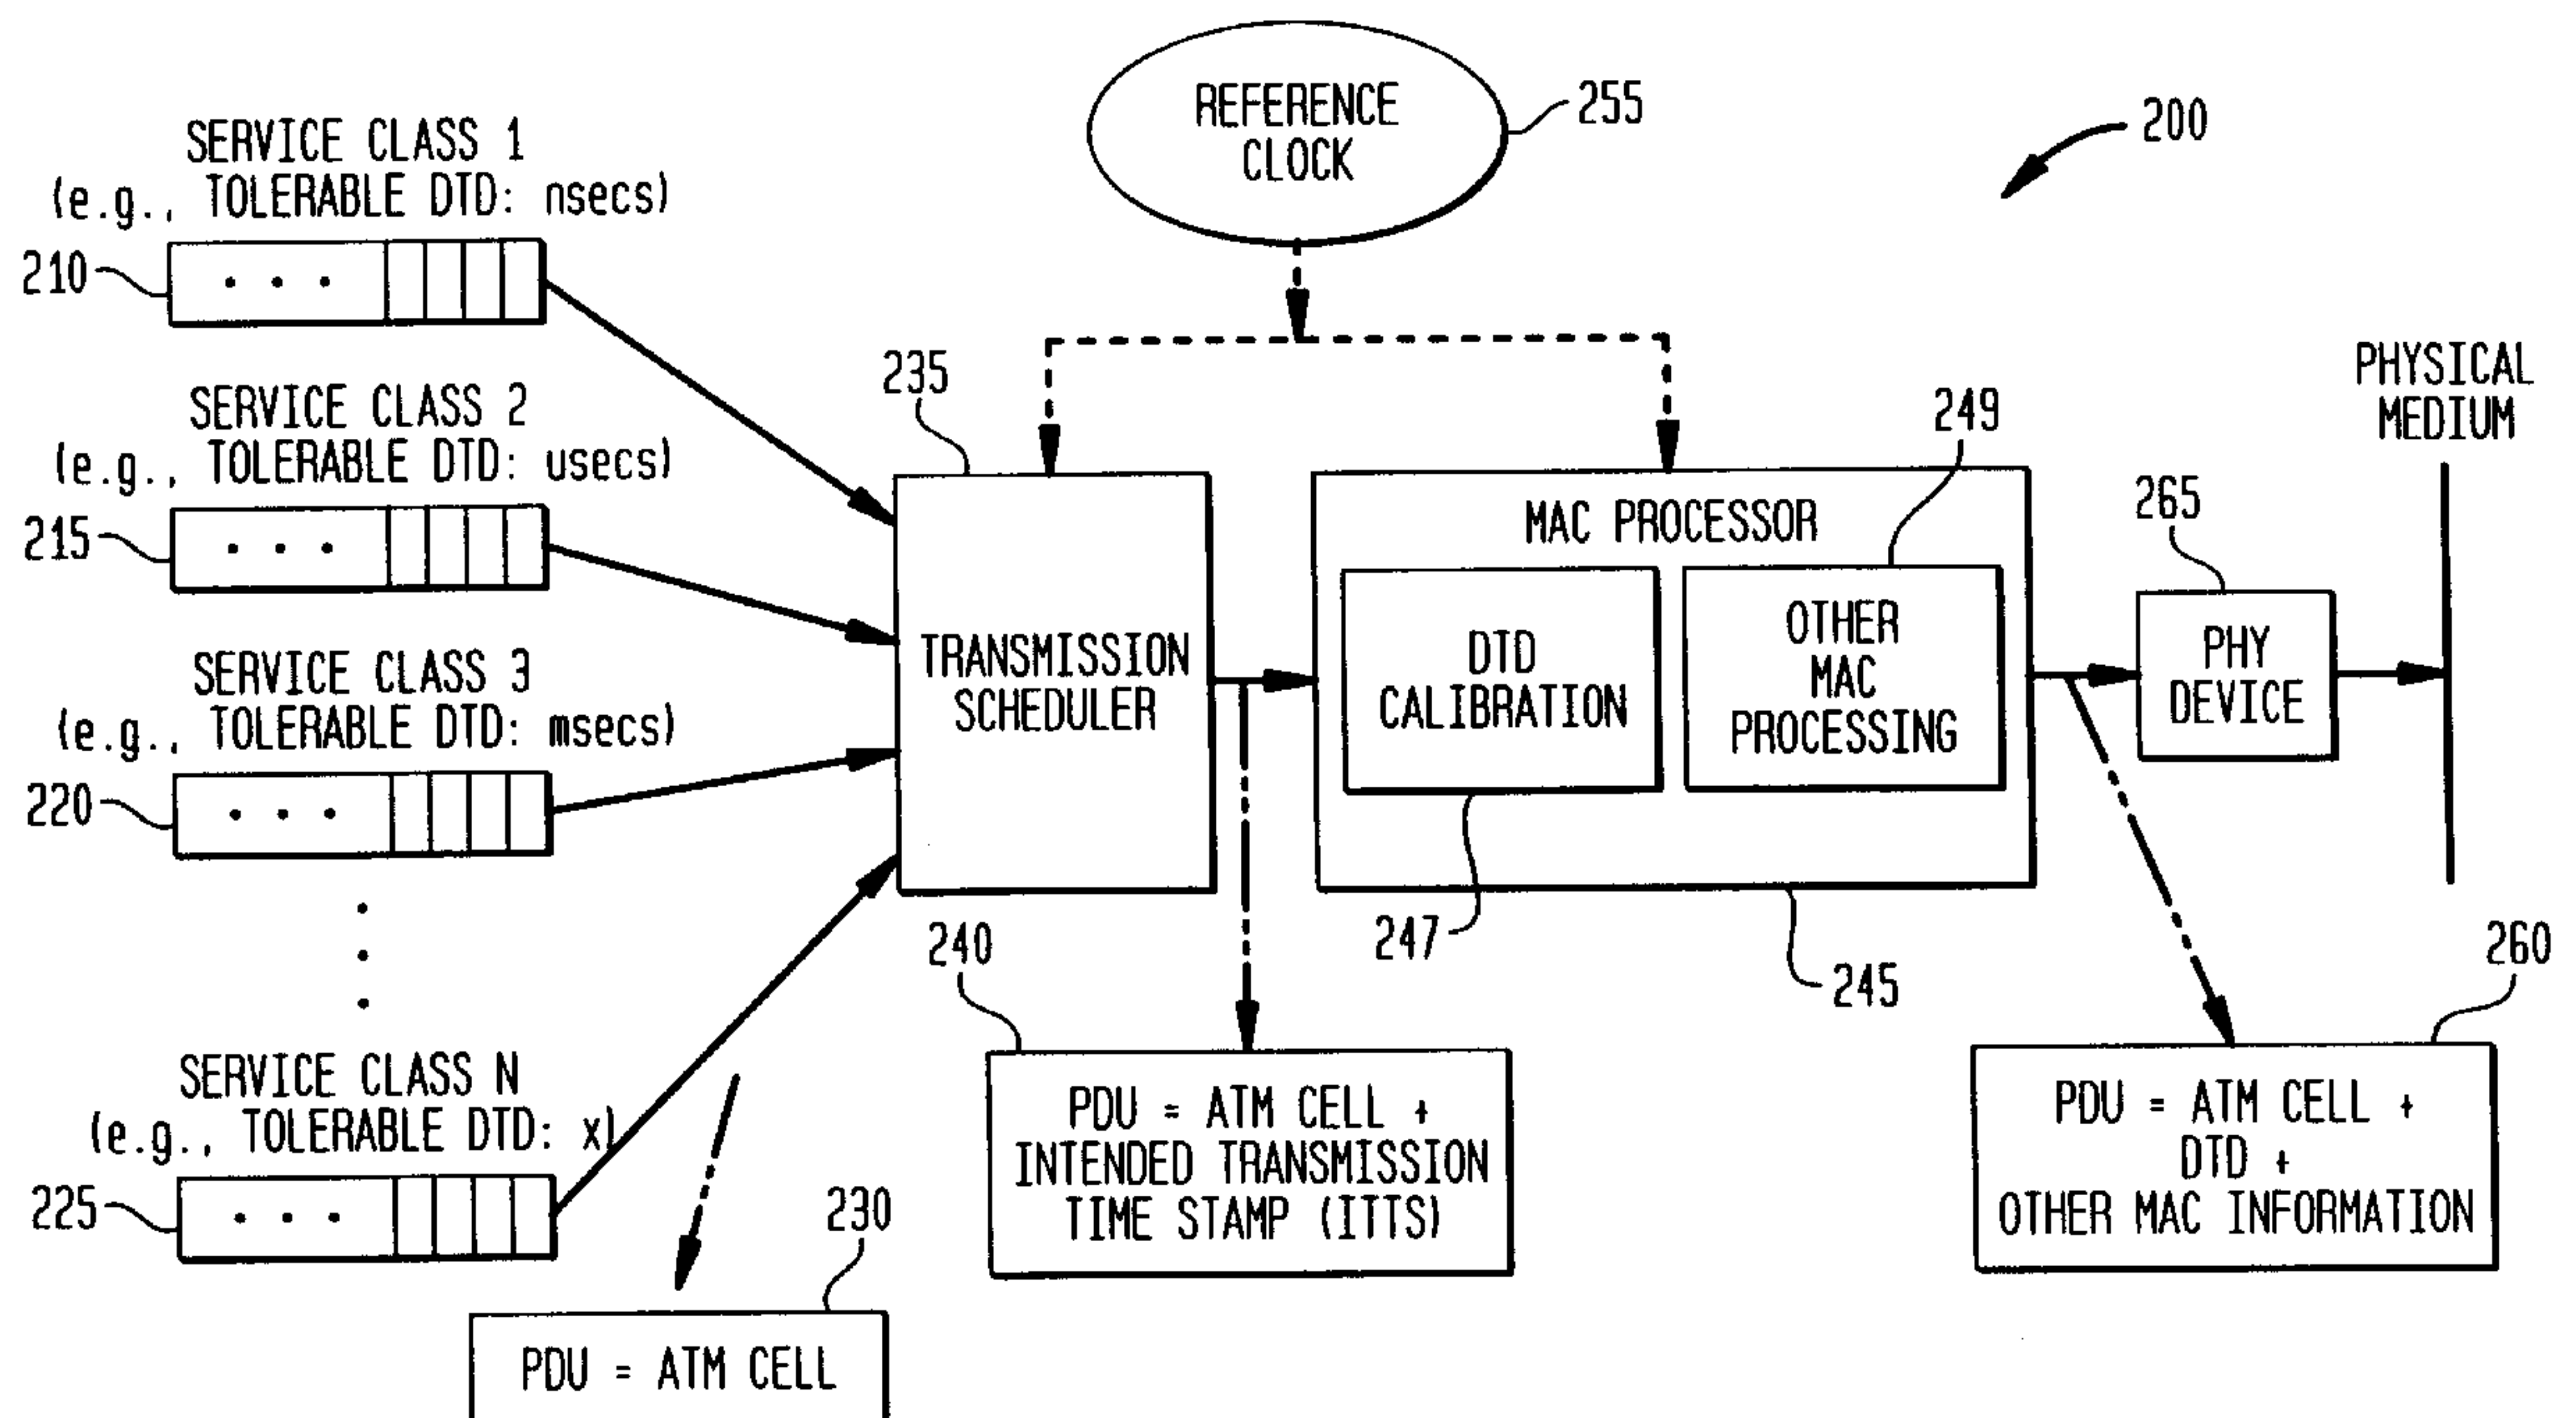 REFERENCE
CLOCK
255
200
SERVICE CLASS 1
(e.g., TOLERABLE DTD: nsecs)
210
SERVICE CLASS 2
(e.g., TOLERABLE DTD: usecs)
215
SERVICE CLASS 3
(e.g., TOLERABLE DTD: msecs)
220
SERVICE CLASS N
(e.g., TOLERABLE DTD: x)
225
230
PDU = ATM CELL
235
TRANSMISSION
SCHEDULER
240
PDU = ATM CELL +
INTENDED TRANSMISSION
TIME STAMP (ITTS)
MAC PROCESSOR
249
DTD
CALIBRATION
OTHER
MAC
PROCESSING
247
245
265
PHY
DEVICE
PHYSICAL
MEDIUM
260
PDU = ATM CELL +
DTD +
OTHER MAC INFORMATION